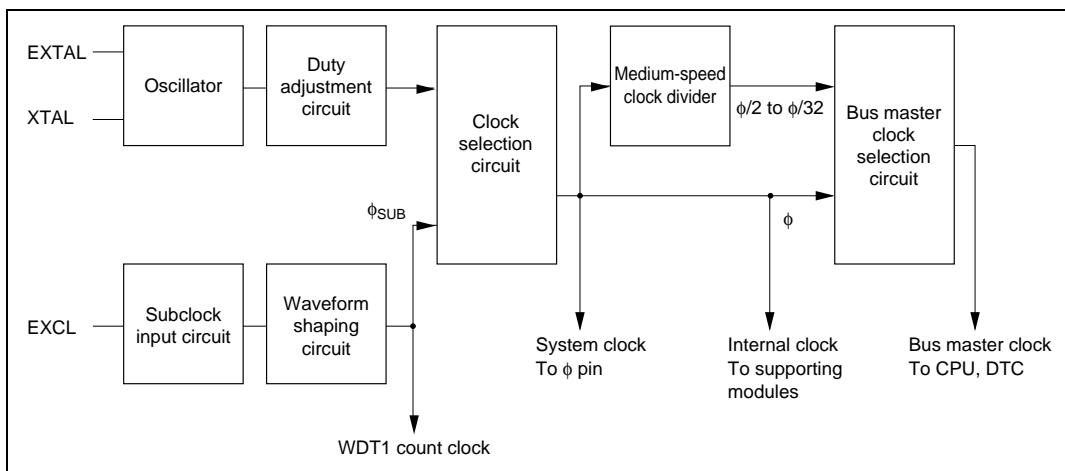 EXTAL
XTAL
Oscillator
Duty
adjustment
circuit
Clock
selection
circuit
Medium-speed
clock divider
ϕ/2 to ϕ/32
Bus master
clock
selection
circuit
ϕSUB
ϕ
EXCL
Subclock
input circuit
Waveform
shaping
circuit
System clock
To ϕ pin
Internal clock
To supporting
modules
Bus master clock
To CPU, DTC
WDT1 count clock